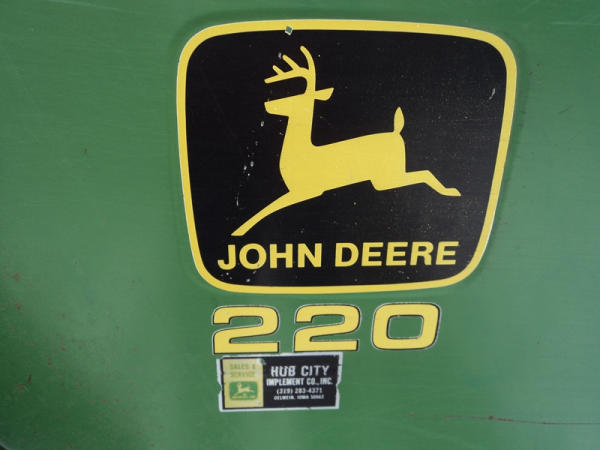 JOHN DEERE
220
SALES &
SERVICE
HUB CITY
IMPLEMENT CO., INC.
(319) 283-4371
OELWEIN, IOWA 50662